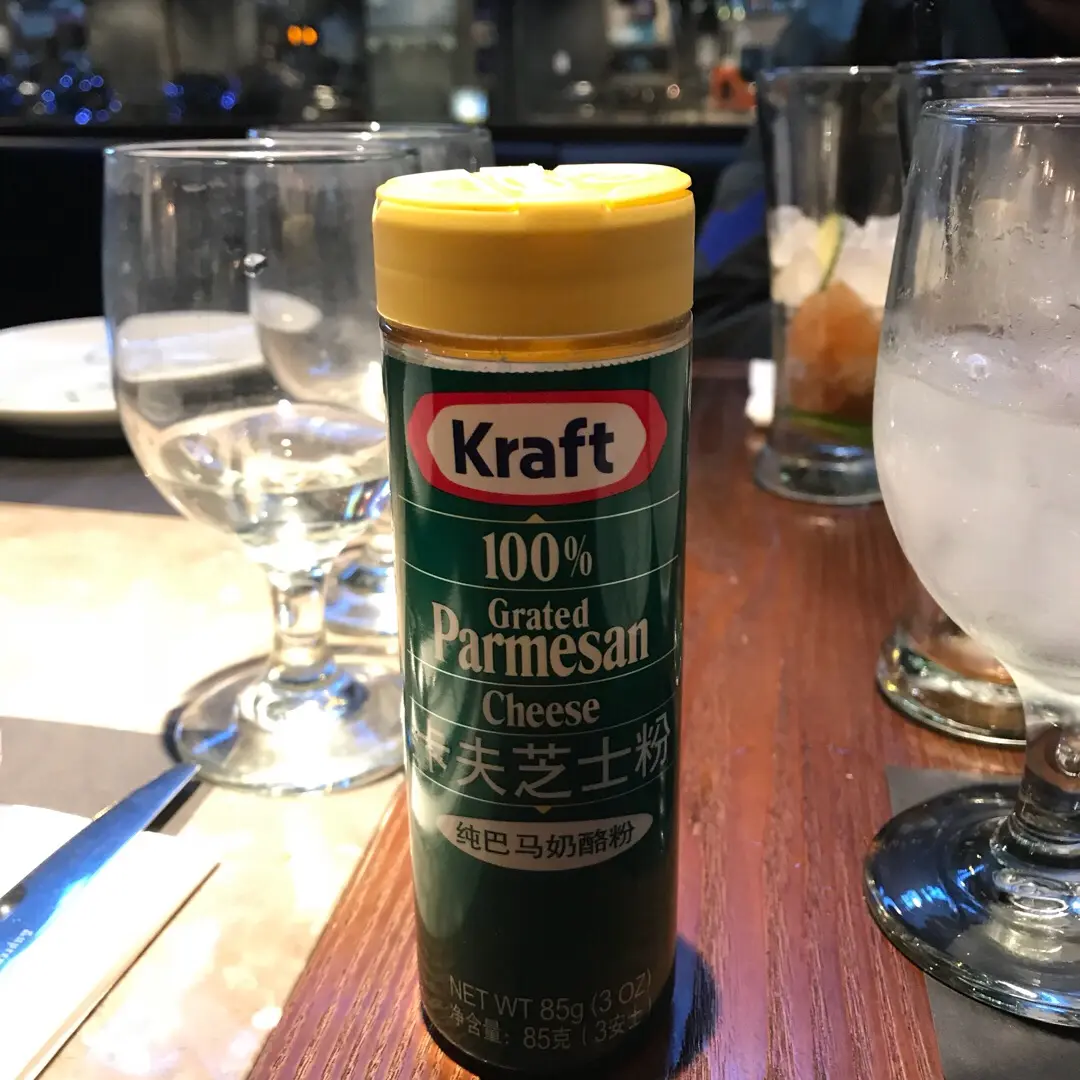 Kraft
100%
Grated
Parmesan
Cheese
卡夫芝士粉
纯巴马奶酪粉
NET WT 85g (3 OZ)
净含量: 85克 (3安士)